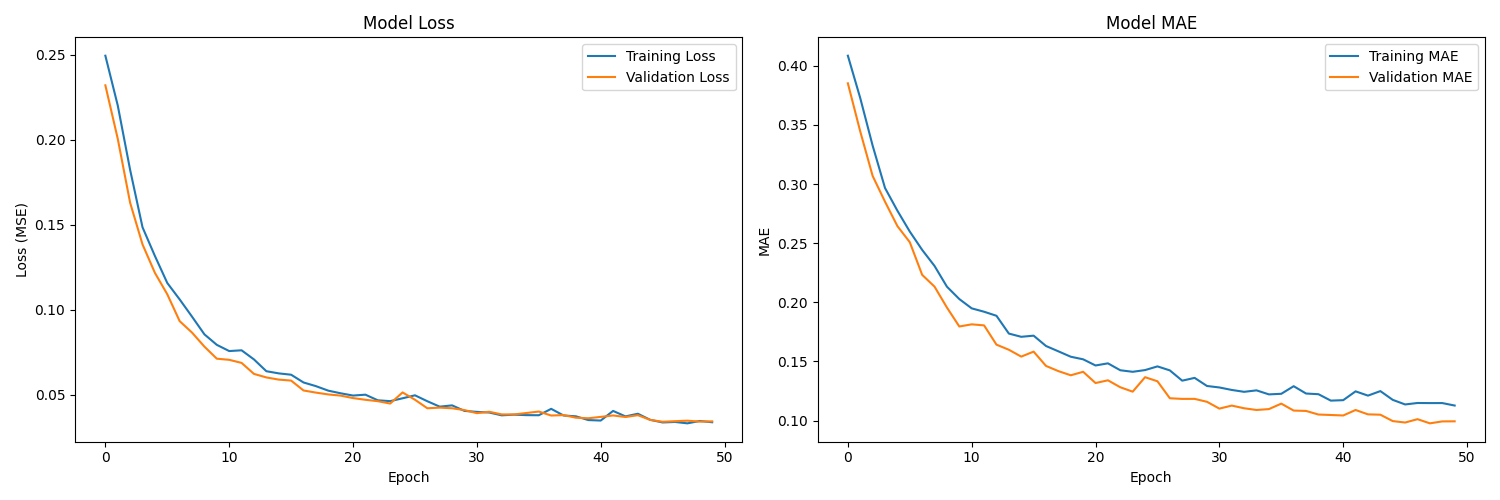 Model Loss
Loss (MSE)
0.25
0.20
0.15
0.10
0.05
Training Loss
Validation Loss
0 10 20 30 40 50
Epoch
Model MAE
MAE
0.40
0.35
0.30
0.25
0.20
0.15
0.10
Training MAE
Validation MAE
0 10 20 30 40 50
Epoch